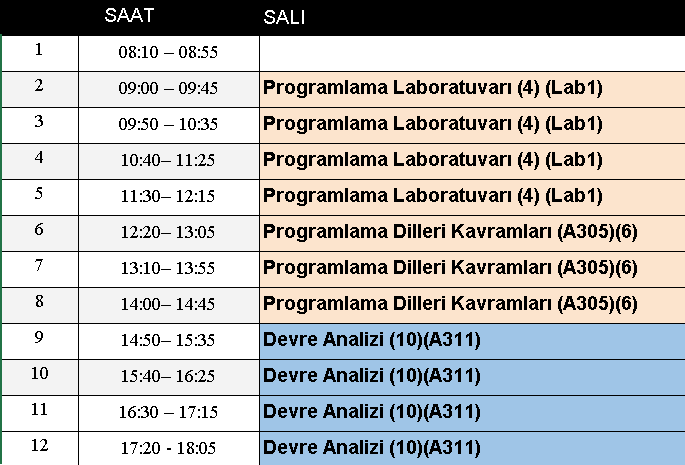 SAAT SALI
1 08:10 – 08:55
2 09:00 – 09:45 Programlama Laboratuvarı (4) (Lab1)
3 09:50 – 10:35 Programlama Laboratuvarı (4) (Lab1)
4 10:40– 11:25 Programlama Laboratuvarı (4) (Lab1)
5 11:30– 12:15 Programlama Laboratuvarı (4) (Lab1)
6 12:20– 13:05 Programlama Dilleri Kavramları (A305)(6)
7 13:10– 13:55 Programlama Dilleri Kavramları (A305)(6)
8 14:00– 14:45 Programlama Dilleri Kavramları (A305)(6)
9 14:50– 15:35 Devre Analizi (10)(A311)
10 15:40– 16:25 Devre Analizi (10)(A311)
11 16:30 – 17:15 Devre Analizi (10)(A311)
12 17:20 - 18:05 Devre Analizi (10)(A311)